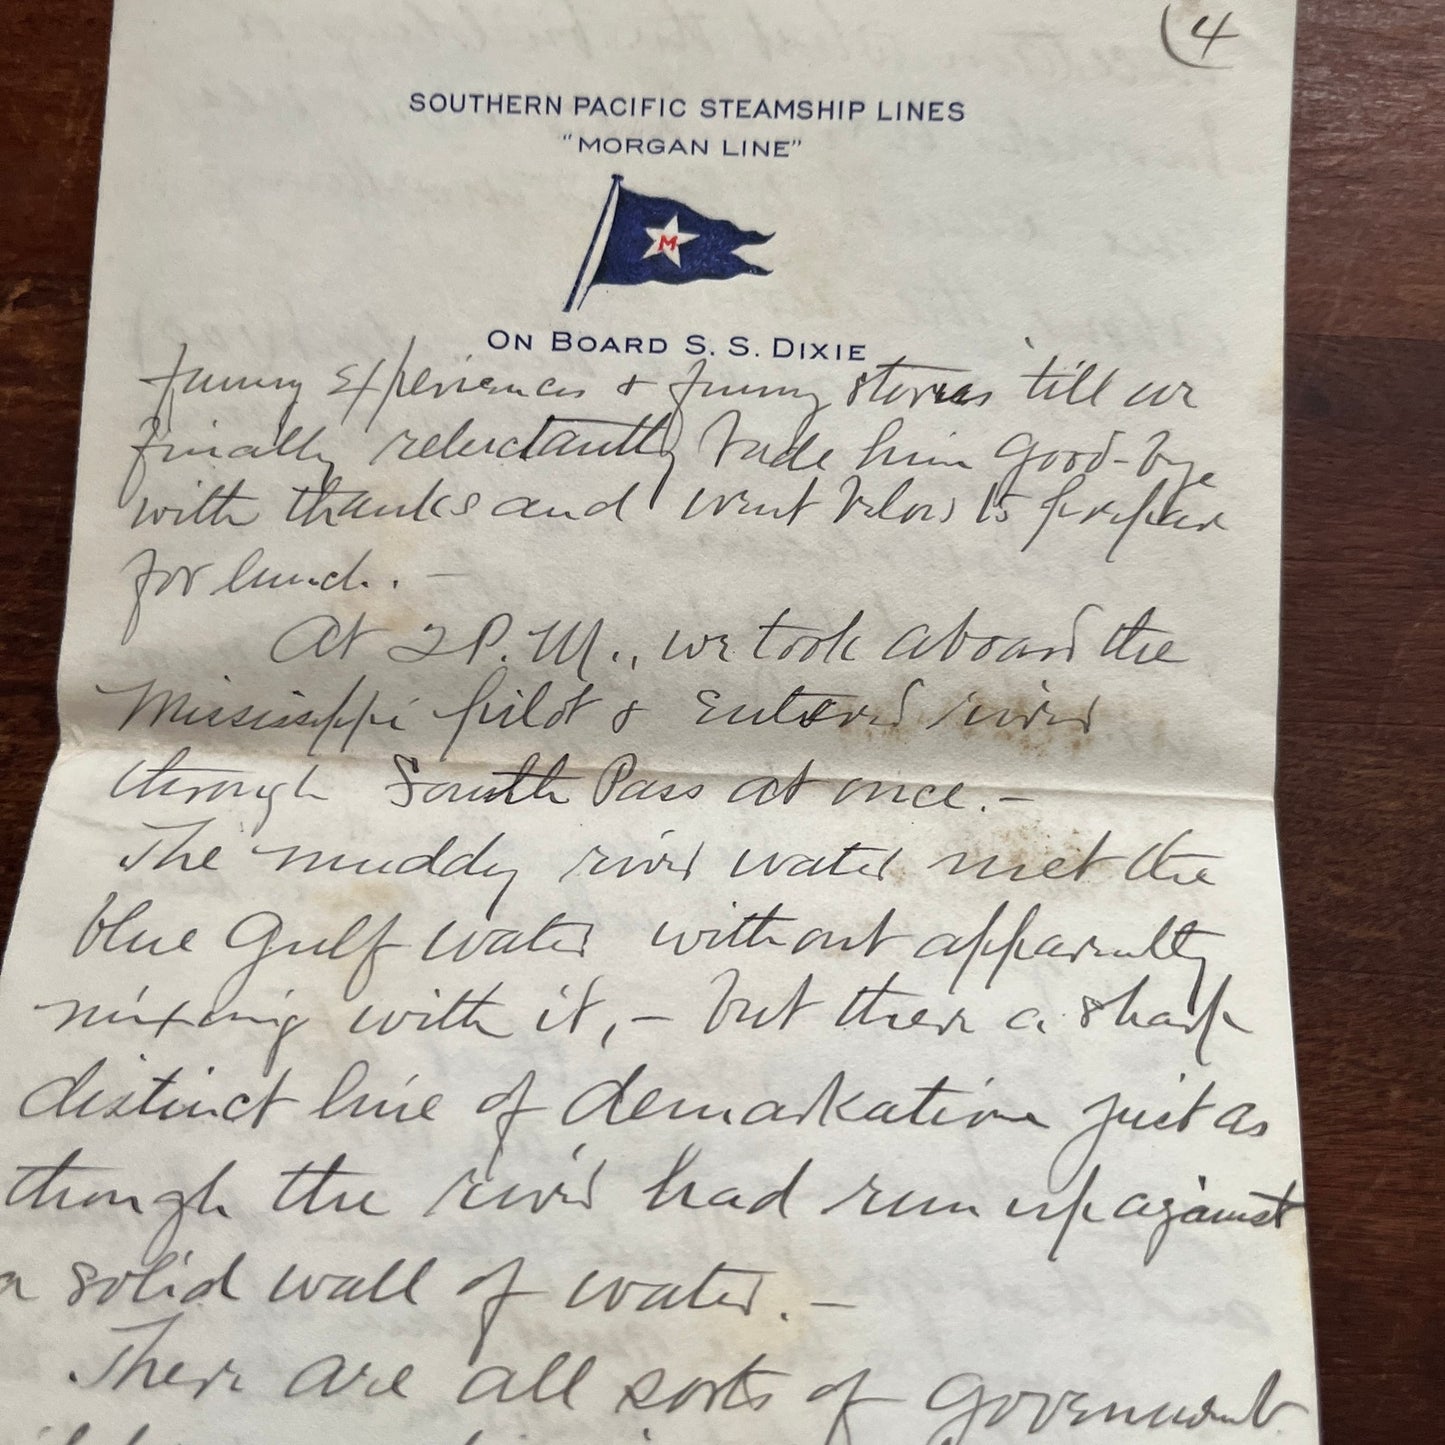 (4
SOUTHERN PACIFIC STEAMSHIP LINES
"MORGAN LINE"
M
ON BOARD S. S. DIXIE
funny experiences & funny stories till we
finally reluctantly bade him good-bye
with thanks and went below to prepare
for lunch. –
At 2 P. M., we took aboard the
Mississippi pilot & entered river
through South Pass at once. –
The muddy river water met the
blue Gulf water without apparently
mixing with it, – but there a sharp
distinct line of demarkation just as
though the river had run up against
a solid wall of water. –
There are all sorts of Government